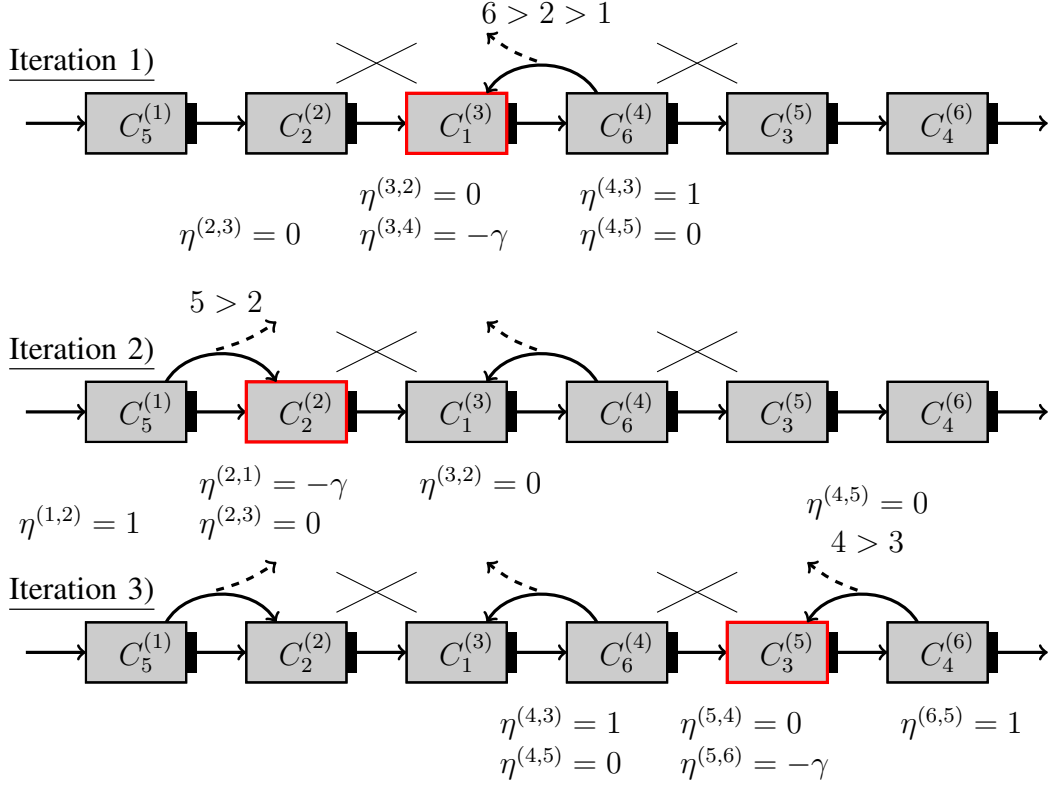 6 > 2 > 1
Iteration 1)
C_5^{(1)} C_2^{(2)} C_1^{(3)} C_6^{(4)} C_3^{(5)} C_4^{(6)}
η^{(3,2)} = 0 η^{(4,3)} = 1
η^{(2,3)} = 0 η^{(3,4)} = −γ η^{(4,5)} = 0
5 > 2
Iteration 2)
C_5^{(1)} C_2^{(2)} C_1^{(3)} C_6^{(4)} C_3^{(5)} C_4^{(6)}
η^{(2,1)} = −γ η^{(3,2)} = 0
η^{(4,5)} = 0
η^{(1,2)} = 1 η^{(2,3)} = 0
4 > 3
Iteration 3)
C_5^{(1)} C_2^{(2)} C_1^{(3)} C_6^{(4)} C_3^{(5)} C_4^{(6)}
η^{(4,3)} = 1 η^{(5,4)} = 0 η^{(6,5)} = 1
η^{(4,5)} = 0 η^{(5,6)} = −γ